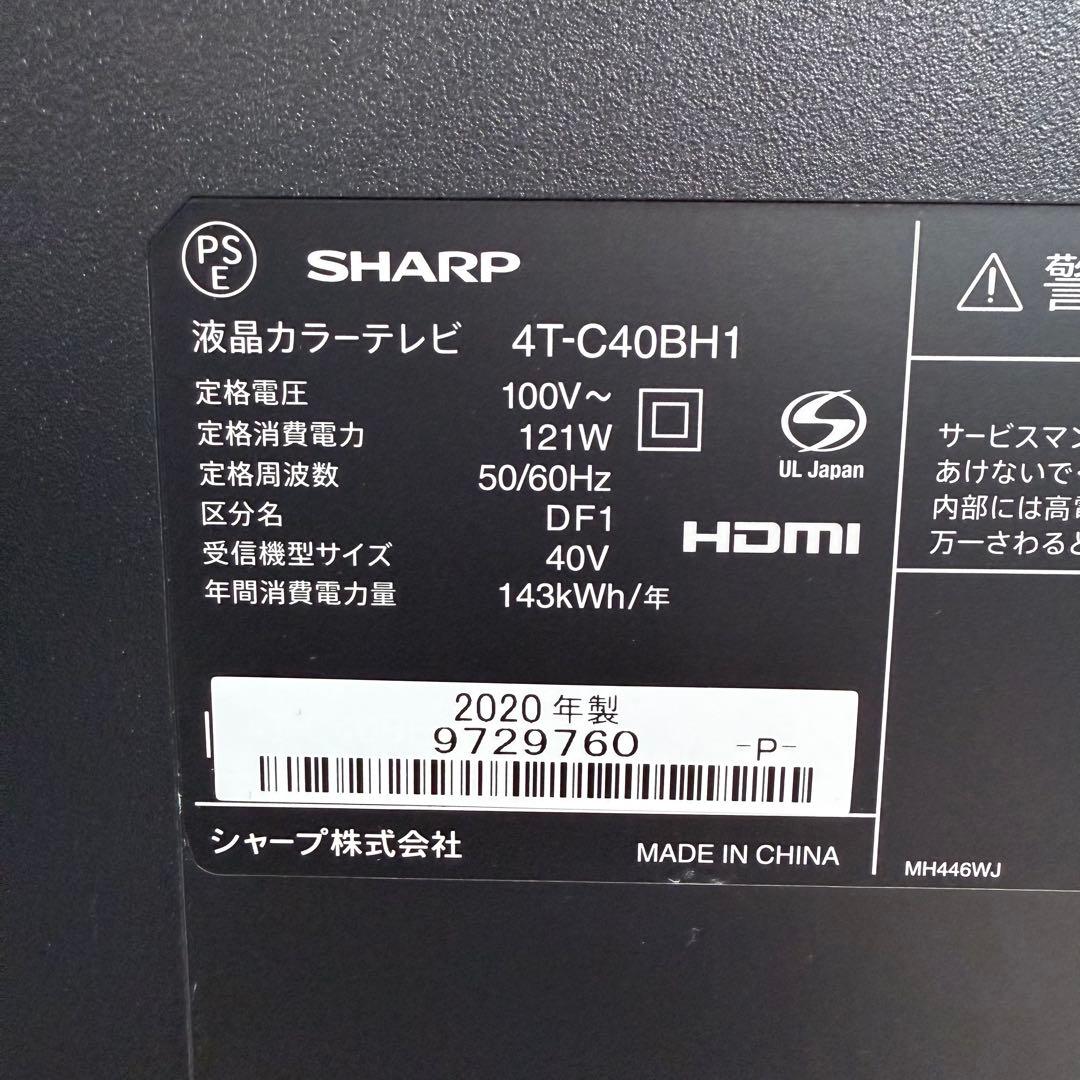 PS
E
SHARP
液晶カラーテレビ 4T-C40BH1
定格電圧 100V～
定格消費電力 121W
定格周波数 50/60Hz
区分名 DF1
受信機型サイズ 40V
年間消費電力量 143kWh/年
UL Japan
HDMI
2020 年製
9729760 -P-
シャープ株式会社 MADE IN CHINA
警
サービスマン
あけないで
内部には高電
万一さわると
MH446WJ